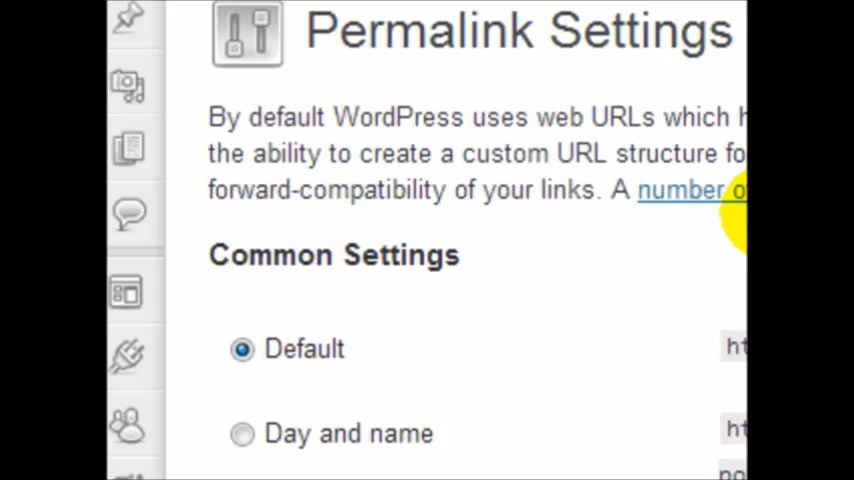 Permalink Settings
By default WordPress uses web URLs which
the ability to create a custom URL structure
forward-compatibility of your links. A number
Common Settings
Default
Day and name